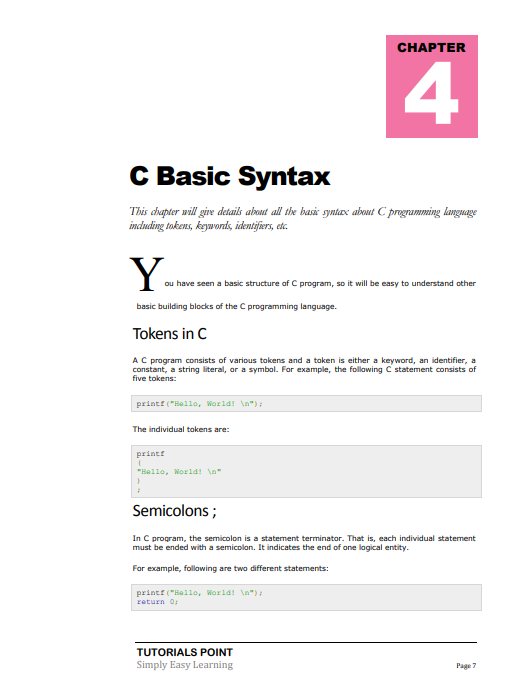 CHAPTER
4
C Basic Syntax
This chapter will give details about all the basic syntax about C programming language
including tokens, keywords, identifiers, etc.
You have seen a basic structure of C program, so it will be easy to understand other
basic building blocks of the C programming language.
Tokens in C
A C program consists of various tokens and a token is either a keyword, an identifier, a
constant, a string literal, or a symbol. For example, the following C statement consists of
five tokens:
printf("Hello, World! \n");
The individual tokens are:
printf
(
"Hello, World! \n"
)
;
Semicolons ;
In C program, the semicolon is a statement terminator. That is, each individual statement
must be ended with a semicolon. It indicates the end of one logical entity.
For example, following are two different statements:
printf("Hello, World! \n");
return 0;
TUTORIALS POINT
Simply Easy Learning
Page 7